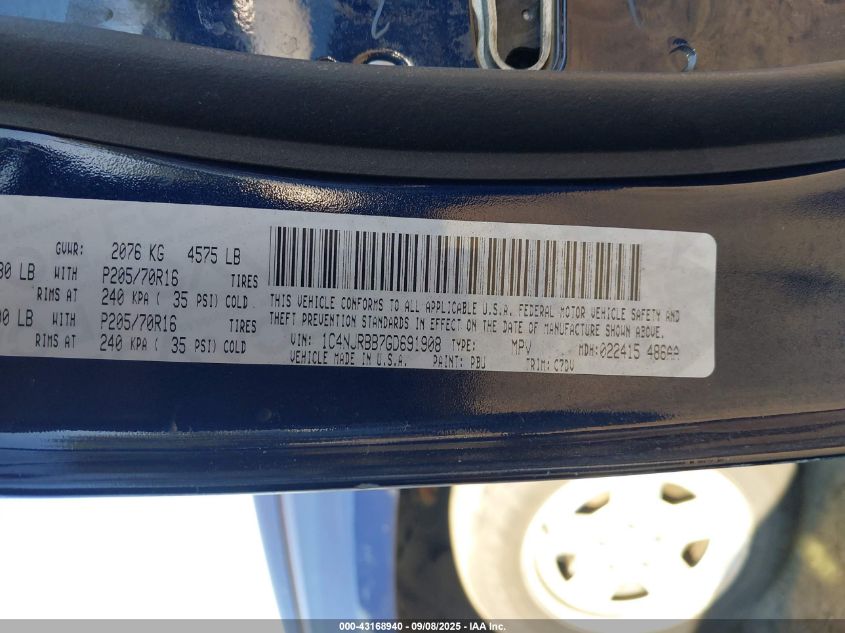 GVWR: 2076 KG 4575 LB
LB WITH P205/70R16 TIRES
RIMS AT 240 KPA ( 35 PSI) COLD
LB WITH P205/70R16 TIRES
RIMS AT 240 KPA ( 35 PSI) COLD
THIS VEHICLE CONFORMS TO ALL APPLICABLE U.S.A. FEDERAL MOTOR VEHICLE SAFETY AND
THEFT PREVENTION STANDARDS IN EFFECT ON THE DATE OF MANUFACTURE SHOWN ABOVE.
VIN: 1C4NJRBB7GD691908 TYPE: MPV MDH:022415 486AA
VEHICLE MADE IN U.S.A. PAINT: PBJ TRIM: C7DV
000-43168940 - 09/08/2025 - IAA Inc.